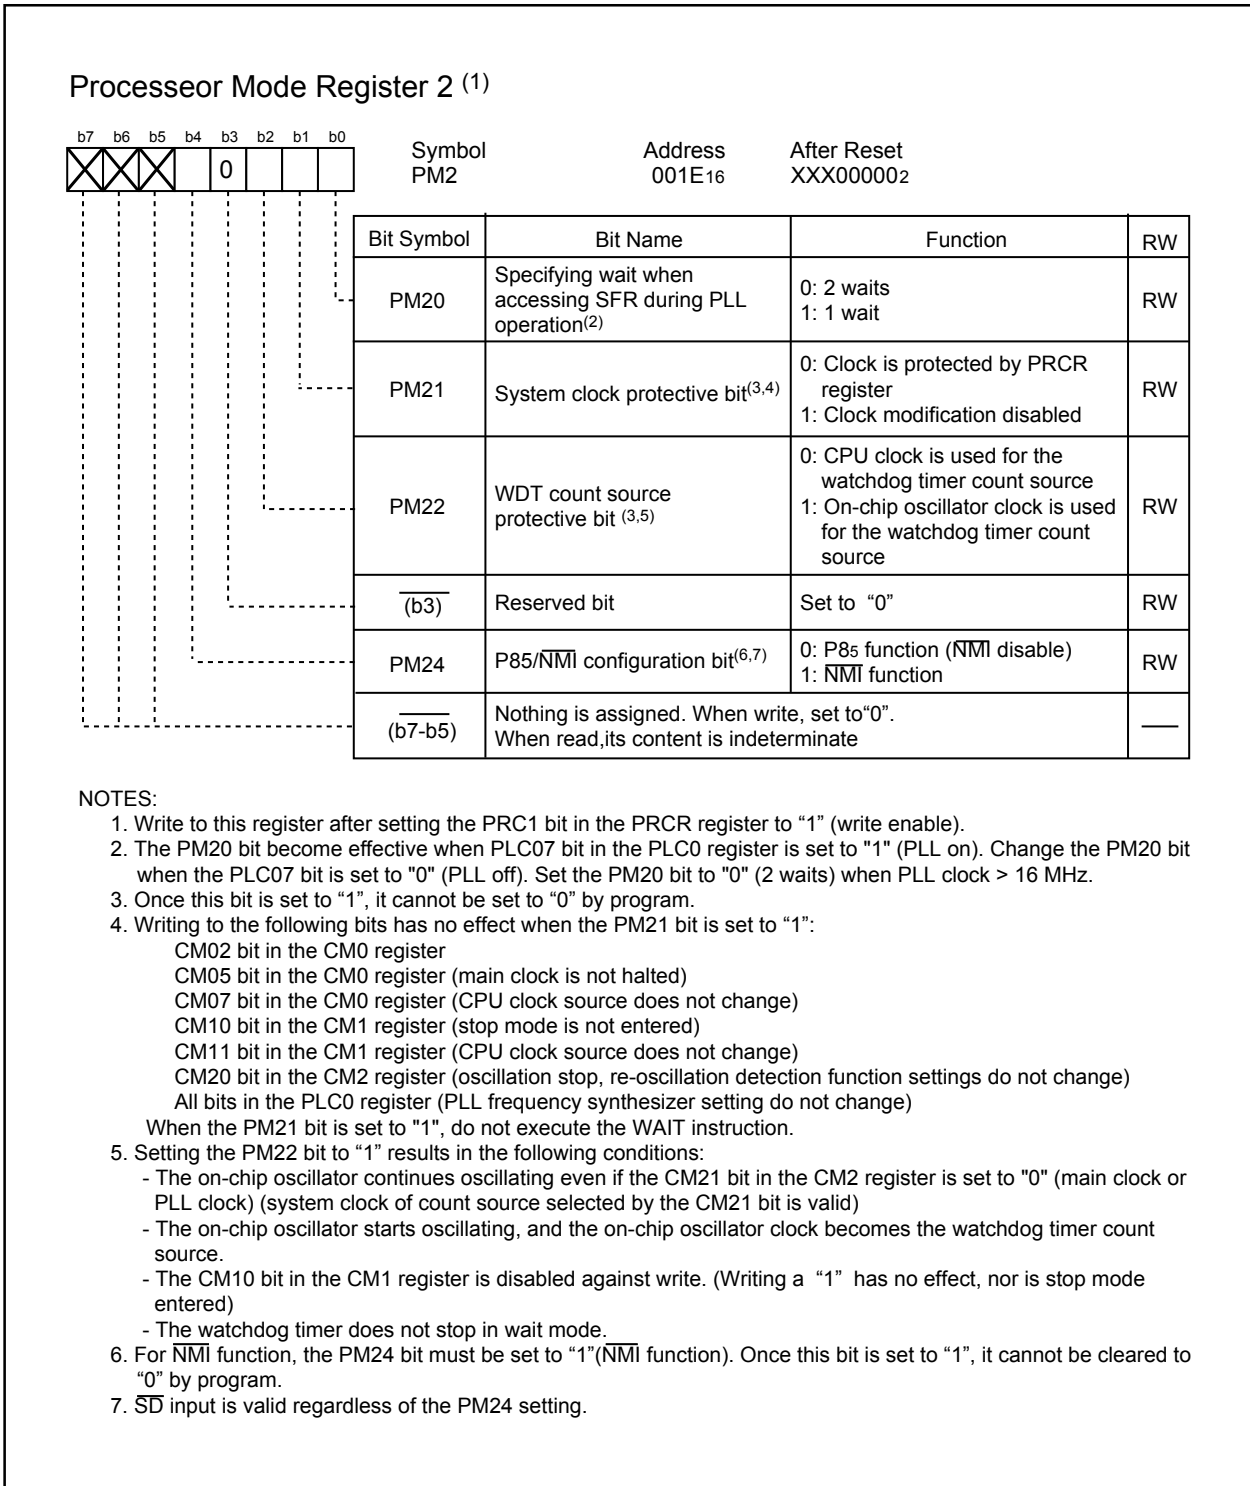 Processeor Mode Register 2 (1)
b7 b6 b5 b4 b3 b2 b1 b0
0
Symbol Address After Reset
PM2 001E16 XXX000002
Bit Symbol Bit Name Function RW
PM20
Specifying wait when
accessing SFR during PLL
operation(2)
0: 2 waits
1: 1 wait
RW
PM21
System clock protective bit(3,4)
0: Clock is protected by PRCR
register
1: Clock modification disabled
RW
PM22
WDT count source
protective bit (3,5)
0: CPU clock is used for the
watchdog timer count source
1: On-chip oscillator clock is used
for the watchdog timer count
source
RW
(b3) Reserved bit Set to “0” RW
PM24
P85/NMI configuration bit(6,7)
0: P85 function (NMI disable)
1: NMI function
RW
(b7-b5)
Nothing is assigned. When write, set to“0”.
When read,its content is indeterminate
NOTES:
1. Write to this register after setting the PRC1 bit in the PRCR register to “1” (write enable).
2. The PM20 bit become effective when PLC07 bit in the PLC0 register is set to "1" (PLL on). Change the PM20 bit
when the PLC07 bit is set to "0" (PLL off). Set the PM20 bit to "0" (2 waits) when PLL clock > 16 MHz.
3. Once this bit is set to “1”, it cannot be set to “0” by program.
4. Writing to the following bits has no effect when the PM21 bit is set to “1”:
CM02 bit in the CM0 register
CM05 bit in the CM0 register (main clock is not halted)
CM07 bit in the CM0 register (CPU clock source does not change)
CM10 bit in the CM1 register (stop mode is not entered)
CM11 bit in the CM1 register (CPU clock source does not change)
CM20 bit in the CM2 register (oscillation stop, re-oscillation detection function settings do not change)
All bits in the PLC0 register (PLL frequency synthesizer setting do not change)
When the PM21 bit is set to "1", do not execute the WAIT instruction.
5. Setting the PM22 bit to “1” results in the following conditions:
- The on-chip oscillator continues oscillating even if the CM21 bit in the CM2 register is set to "0" (main clock or
PLL clock) (system clock of count source selected by the CM21 bit is valid)
- The on-chip oscillator starts oscillating, and the on-chip oscillator clock becomes the watchdog timer count
source.
- The CM10 bit in the CM1 register is disabled against write. (Writing a “1” has no effect, nor is stop mode
entered)
- The watchdog timer does not stop in wait mode.
6. For NMI function, the PM24 bit must be set to “1”(NMI function). Once this bit is set to “1”, it cannot be cleared to
“0” by program.
7. SD input is valid regardless of the PM24 setting.